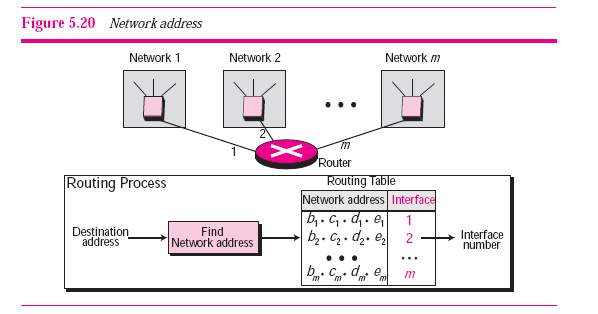 Figure 5.20 Network address
Network 1 Network 2 Network m
• • •
1 2 m
Router
Routing Process
Routing Table
Network address Interface
b₁. c₁. d₁. e₁ 1
b₂. c₂. d₂. e₂ 2
• • • • • •
bₘ. cₘ. dₘ. eₘ m
Destination
address
Find
Network address
Interface
number